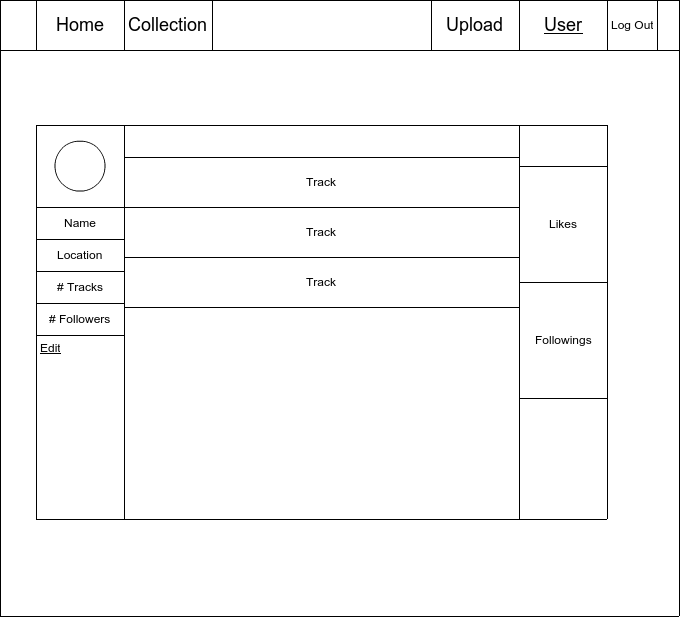 Home
Collection
Upload
User
Log Out
Name
Location
# Tracks
# Followers
Edit
Track
Track
Track
Likes
Followings